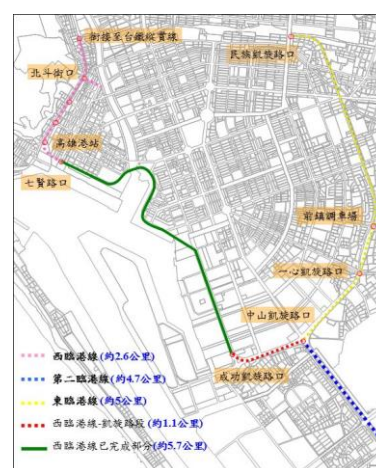 銜接至台鐵縱貫線
民族凱旋路口
北斗街口
高雄港站
七賢路口
前鎮調車場
一心凱旋路口
中山凱旋路口
成功凱旋路口
西臨港線(約2.6公里)
第二臨港線(約4.7公里)
東臨港線(約5公里)
西臨港線-凱旋路段(約1.1公里)
西臨港線已完成部分(約5.7公里)